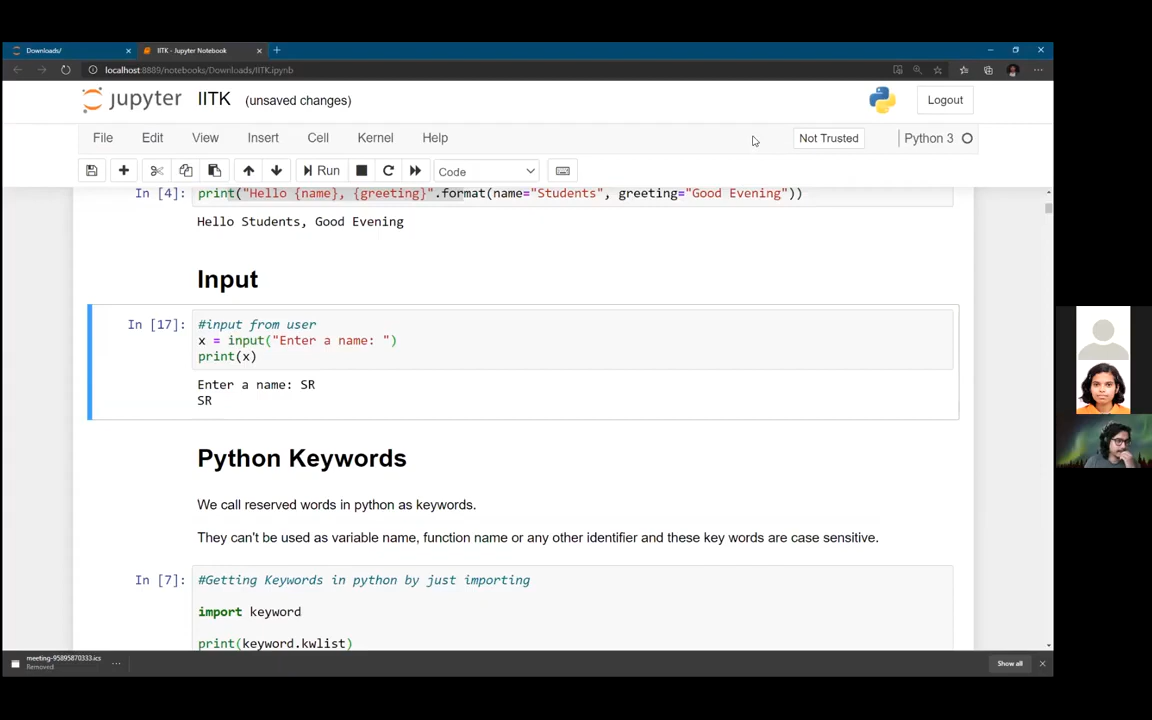 Downloads/
IITK - Jupyter Notebook
localhost:8889/notebooks/Downloads/IITK.ipynb
jupyter IITK (unsaved changes)
Logout
File Edit View Insert Cell Kernel Help
Not Trusted
Python 3
Run
Code
In [4]: print("Hello {name}, {greeting}".format(name="Students", greeting="Good Evening"))
Hello Students, Good Evening
Input
In [17]: #input from user
x = input("Enter a name: ")
print(x)
Enter a name: SR
SR
Python Keywords
We call reserved words in python as keywords.
They can't be used as variable name, function name or any other identifier and these key words are case sensitive.
In [7]: #Getting Keywords in python by just importing
import keyword
print(keyword.kwlist)
meeting-95895870333.ics
Removed
Show all